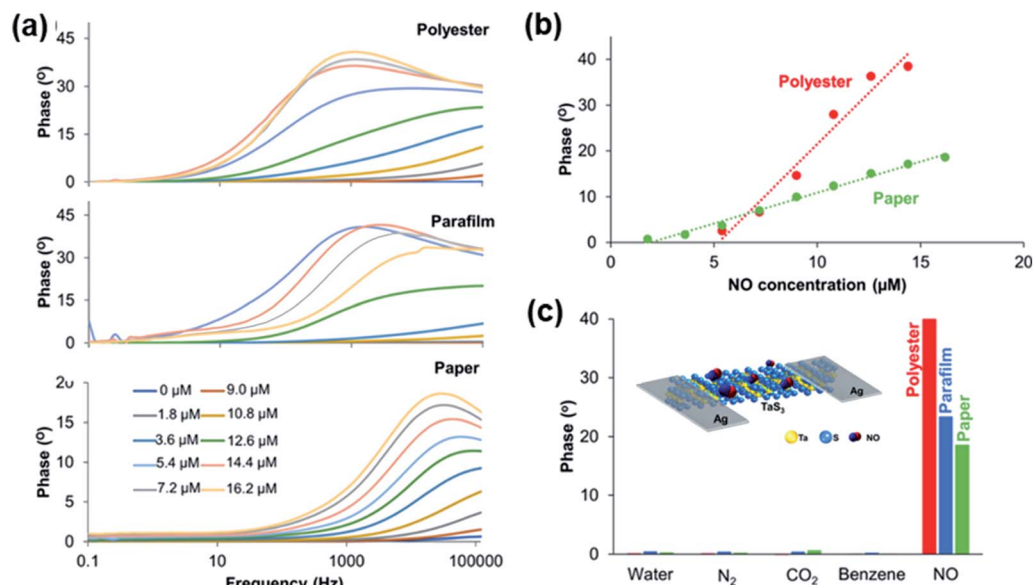 (a)
Polyester
45
30
15
0
Phase (°)
Parafilm
45
30
15
0
Phase (°)
Paper
20
15
10
5
0
Phase (°)
0 µM 9.0 µM
1.8 µM 10.8 µM
3.6 µM 12.6 µM
5.4 µM 14.4 µM
7.2 µM 16.2 µM
0.1 10 1000 100000
Frequency (Hz)
(b)
40
30
20
10
0
Phase (°)
Polyester
Paper
0 5 10 15 20
NO concentration (µM)
(c)
40
30
20
10
0
Phase (°)
Ag
TaS3
Ag
Ta S NO
Polyester
Parafilm
Paper
Water N2 CO2 Benzene NO